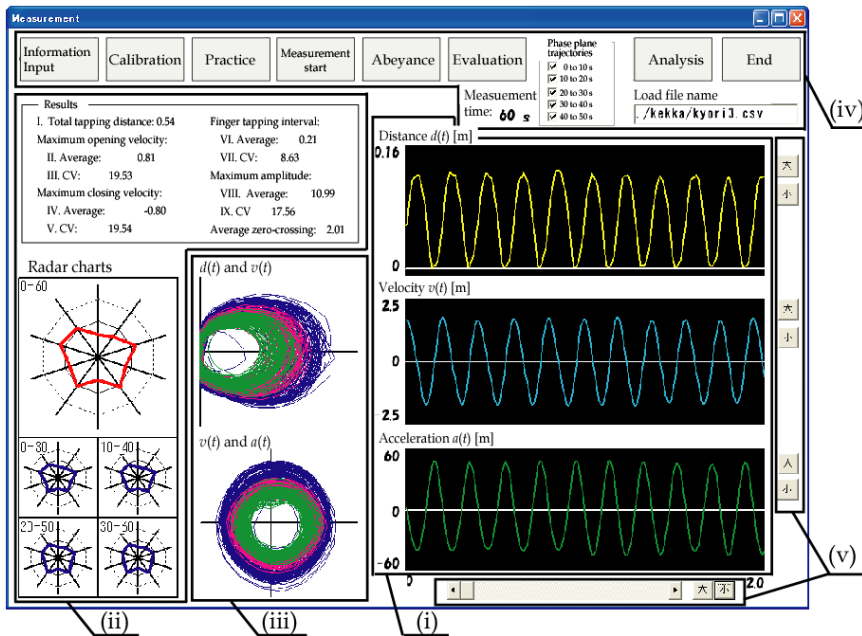 Measurement
Information Input
Calibration
Practice
Measurement start
Abeyance
Evaluation
Phase plane trajectories
0 to 10 s
10 to 20 s
20 to 30 s
30 to 40 s
40 to 50 s
Analysis
End
(iv)
Measuement time: 60 s
Load file name
./kekka/kyori3.csv
Results
I. Total tapping distance: 0.54
Maximum opening velocity:
II. Average: 0.81
III. CV: 19.53
Maximum closing velocity:
IV. Average: -0.80
V. CV: 19.54
Finger tapping interval:
VI. Average: 0.21
VII. CV: 8.63
Maximum amplitude:
VIII. Average: 10.99
IX. CV 17.56
Average zero-crossing: 2.01
Radar charts
0-60
0-30
10-40
20-50
30-60
d(t) and v(t)
v(t) and a(t)
Distance d(t) [m]
0.16
0
Velocity v(t) [m]
2.5
0
-2.5
Acceleration a(t) [m]
60
0
-60
0
2.0
大
小
大
小
人
小
大
小
(v)
(ii)
(iii)
(i)